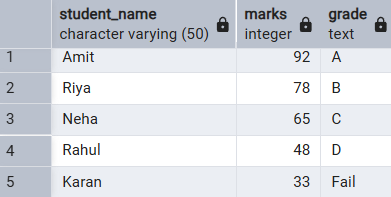 student_name marks grade
character varying (50) integer text
1 Amit 92 A
2 Riya 78 B
3 Neha 65 C
4 Rahul 48 D
5 Karan 33 Fail